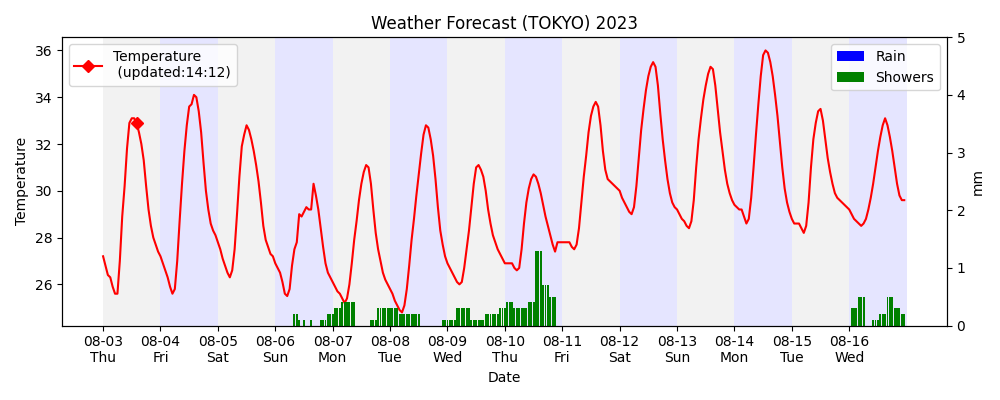 Weather Forecast (TOKYO) 2023
Temperature
(updated:14:12)
Rain
Showers
Temperature
36
34
32
30
28
26
5
4
3
2
1
0
mm
08-03 08-04 08-05 08-06 08-07 08-08 08-09 08-10 08-11 08-12 08-13 08-14 08-15 08-16
Thu Fri Sat Sun Mon Tue Wed Thu Fri Sat Sun Mon Tue Wed
Date